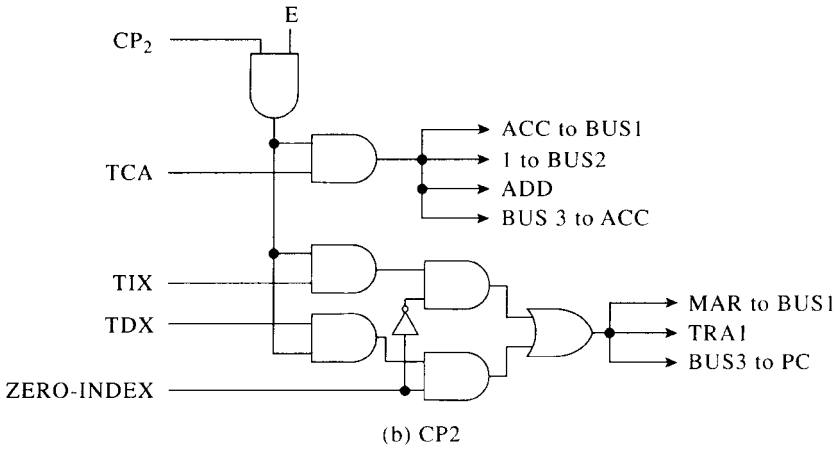 E
CP₂
ACC to BUS1
1 to BUS2
TCA
ADD
BUS 3 to ACC
TIX
MAR to BUS1
TDX
TRA1
BUS3 to PC
ZERO-INDEX
(b) CP2